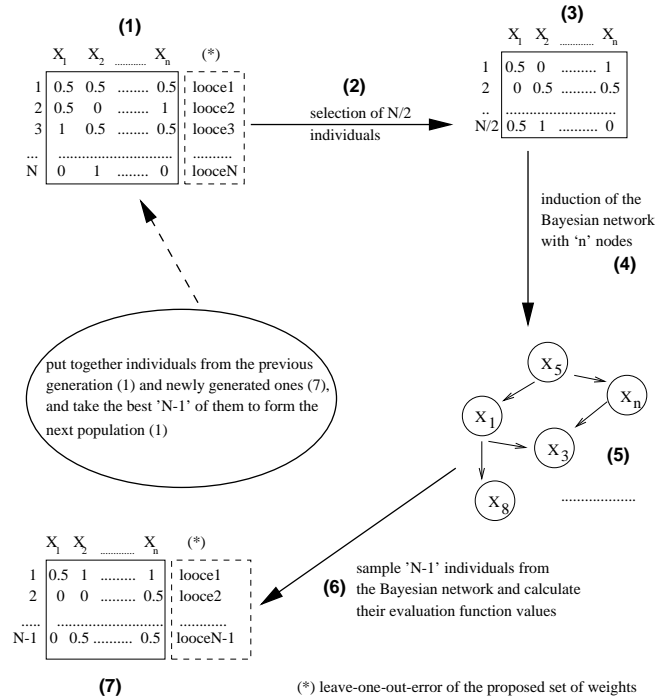 (1)
X1 X2 ............ Xn (*)
1 0.5 0.5 ........ 0.5 looce1
2 0.5 0 ........ 1 looce2
3 1 0.5 ........ 0.5 looce3
... ............................. ..........
N 0 1 ........ 0 looceN
(2)
selection of N/2
individuals
(3)
X1 X2 ............ Xn
1 0.5 0 ......... 1
2 0 0.5 ......... 0.5
.. .............................
N/2 0.5 1 ......... 0
induction of the
Bayesian network
with ‘n’ nodes
(4)
put together individuals from the previous
generation (1) and newly generated ones (7),
and take the best 'N-1' of them to form the
next population (1)
X5
Xn
X1
X3
X8
(5)
...................
X1 X2 ............ Xn (*)
1 0.5 1 ......... 1 looce1
2 0 0 ......... 0.5 looce2
..... ............................. ..........
N-1 0 0.5 ......... 0.5 looceN-1
(7)
(6)
sample 'N-1' individuals from
the Bayesian network and calculate
their evaluation function values
(*) leave-one-out-error of the proposed set of weights